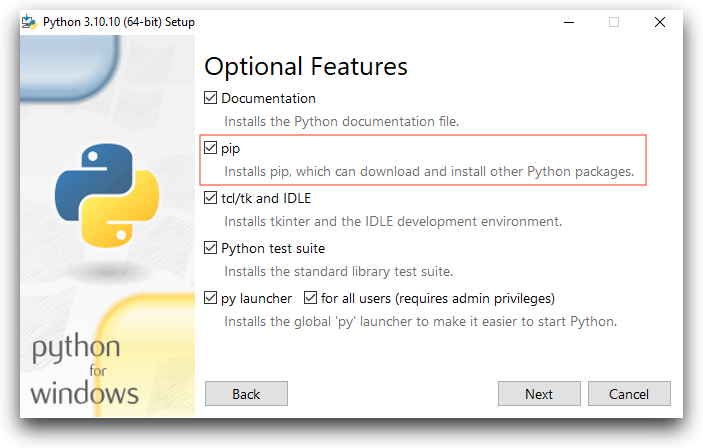 Python 3.10.10 (64-bit) Setup
Optional Features
Documentation
Installs the Python documentation file.
pip
Installs pip, which can download and install other Python packages.
tcl/tk and IDLE
Installs tkinter and the IDLE development environment.
Python test suite
Installs the standard library test suite.
py launcher for all users (requires admin privileges)
Installs the global 'py' launcher to make it easier to start Python.
python
for
windows
Back Next Cancel